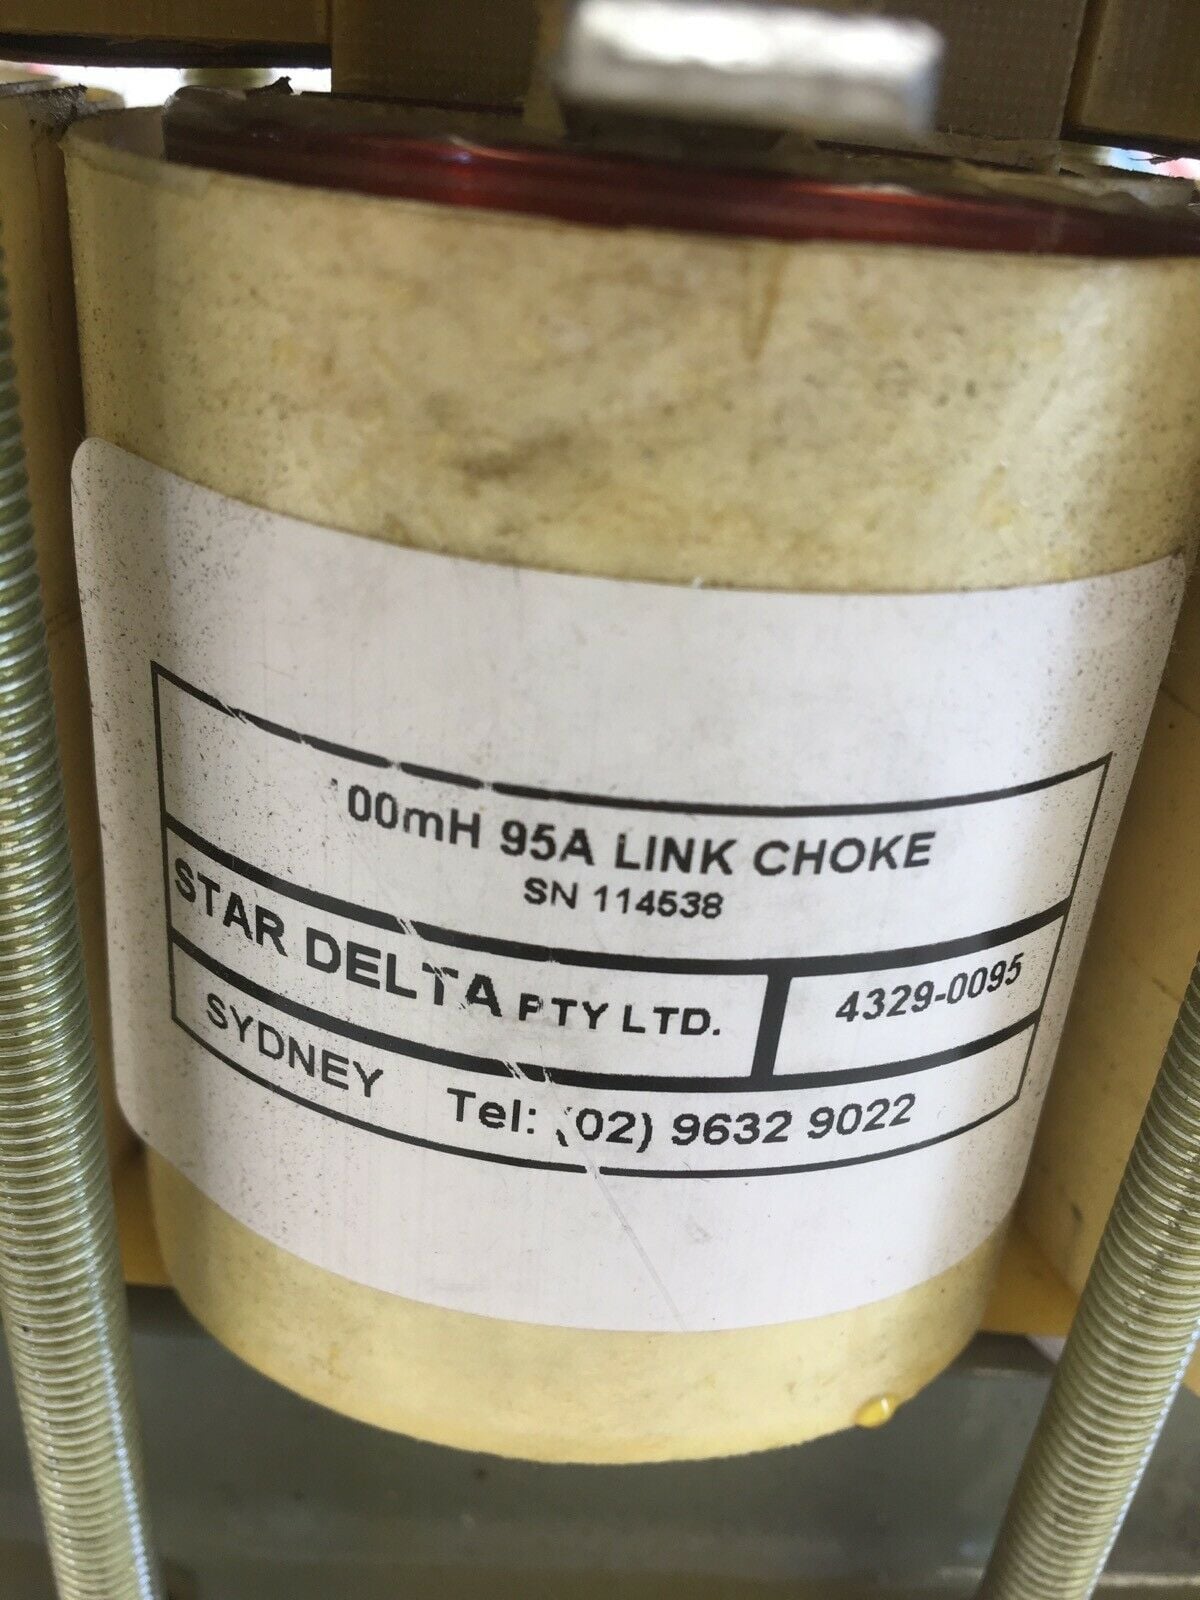 00mH 95A LINK CHOKE
SN 114538
STAR DELTA PTY LTD.
4329-0095
SYDNEY Tel: (02) 9632 9022